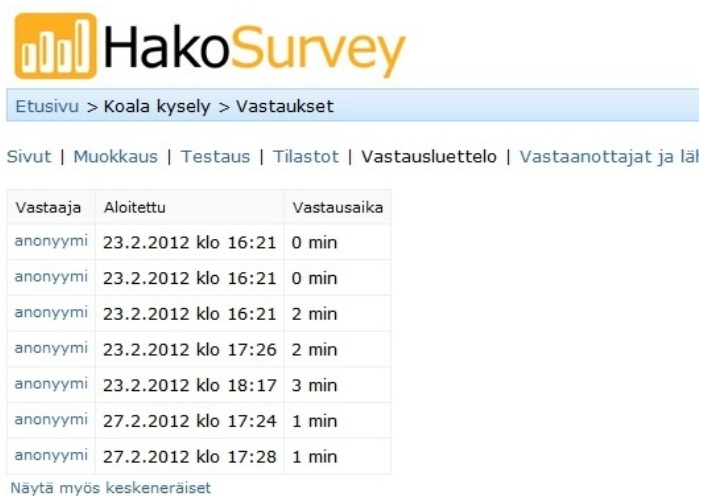 HakoSurvey
Etusivu > Koala kysely > Vastaukset
Sivut | Muokkaus | Testaus | Tilastot | Vastausluettelo | Vastaanottajat ja
Vastaaja Aloitettu Vastausaika
anonyymi 23.2.2012 klo 16:21 0 min
anonyymi 23.2.2012 klo 16:21 0 min
anonyymi 23.2.2012 klo 16:21 2 min
anonyymi 23.2.2012 klo 17:26 2 min
anonyymi 23.2.2012 klo 18:17 3 min
anonyymi 27.2.2012 klo 17:24 1 min
anonyymi 27.2.2012 klo 17:28 1 min
Näytä myös keskeneräiset